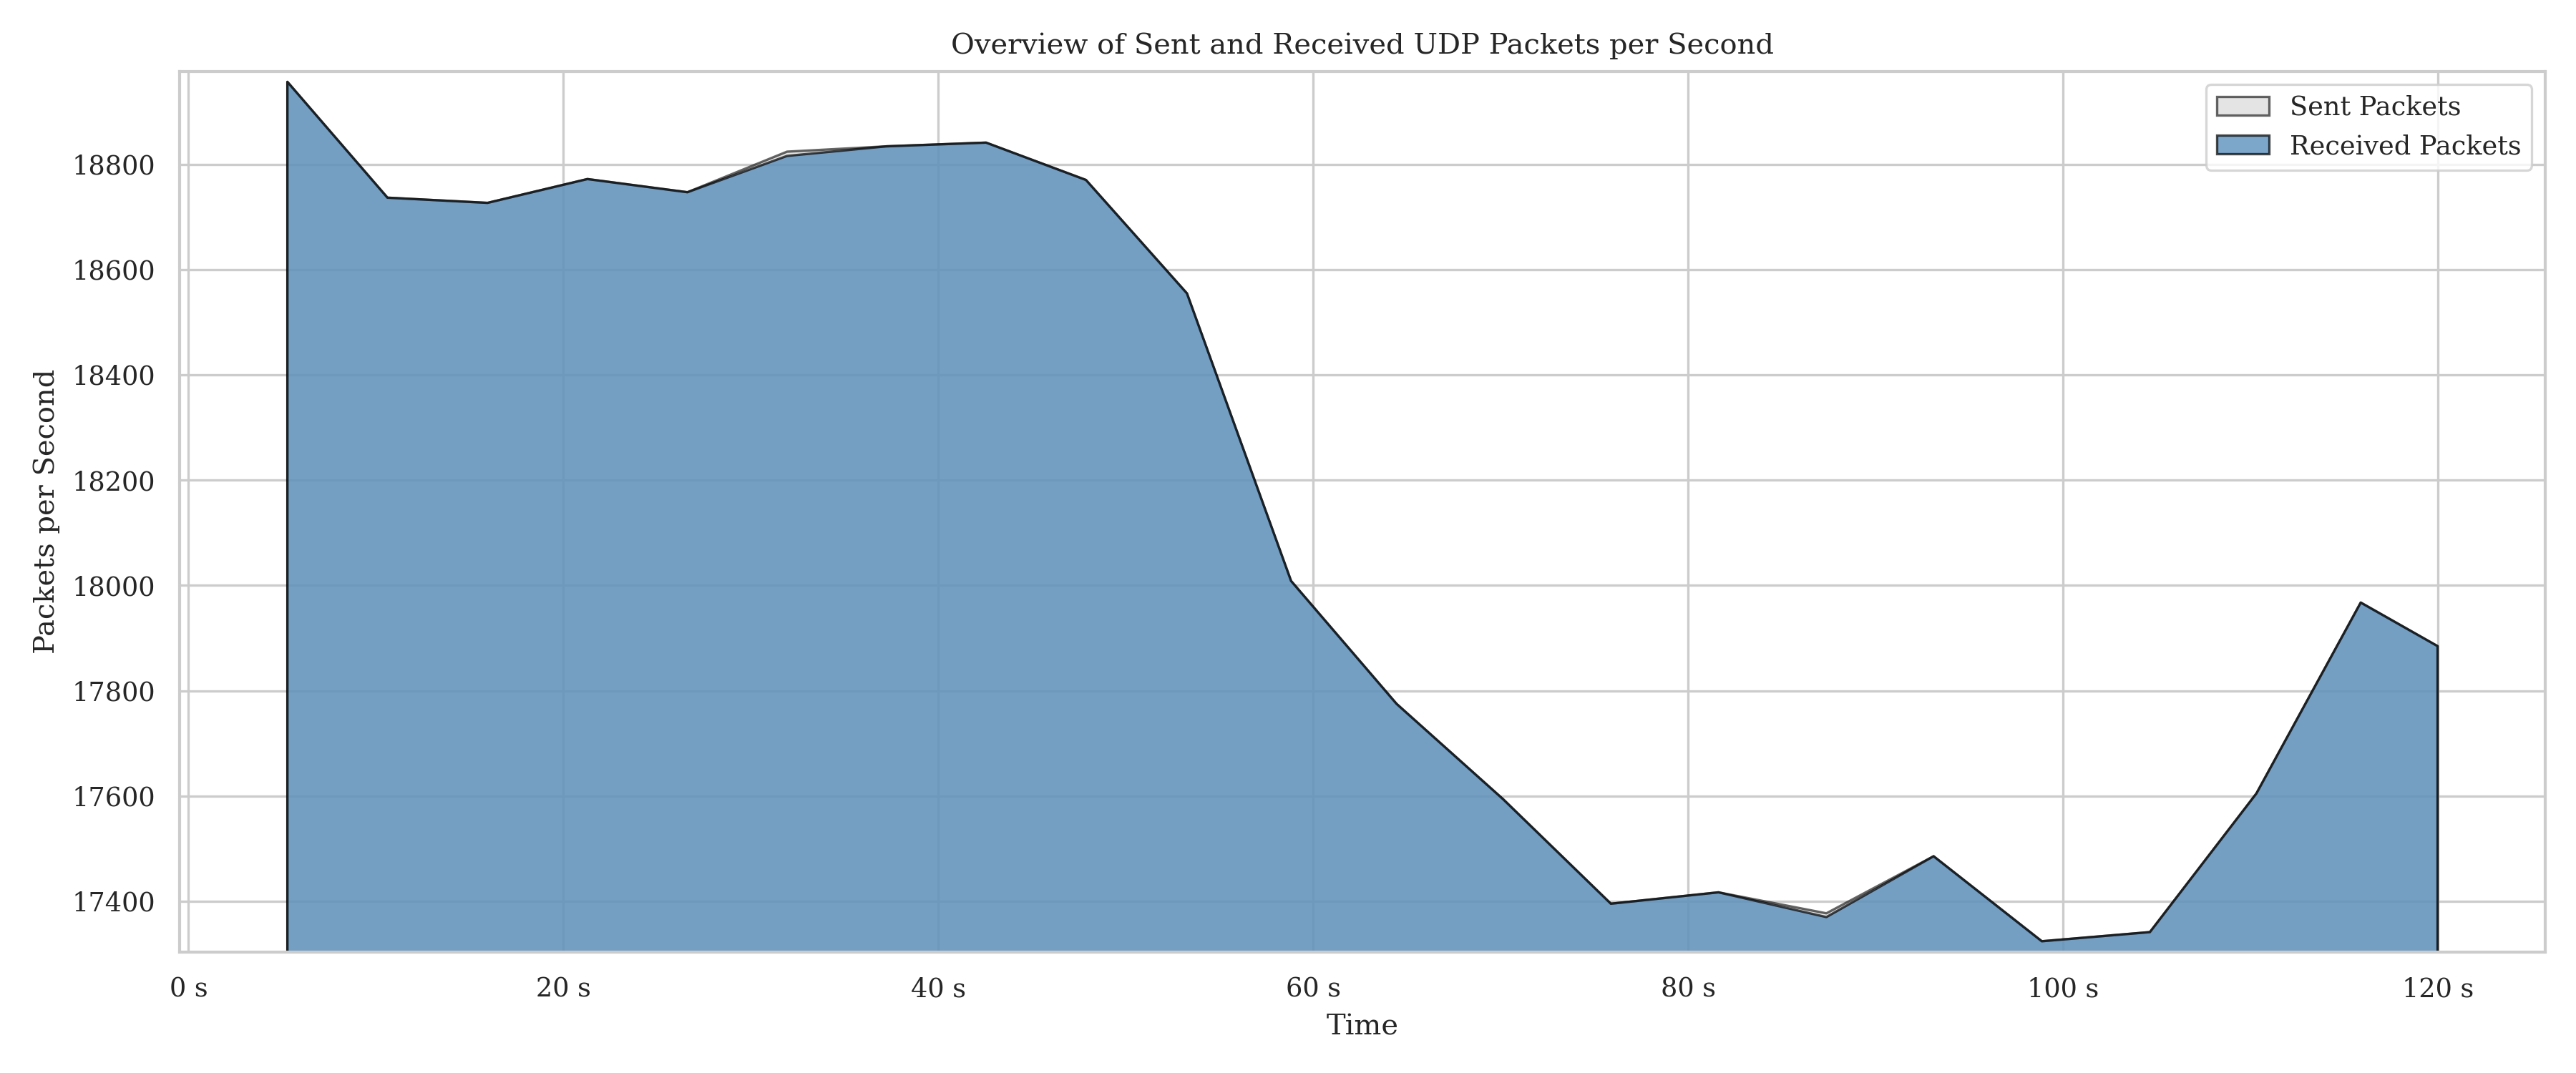 Overview of Sent and Received UDP Packets per Second
Sent Packets
Received Packets
Packets per Second
18800
18600
18400
18200
18000
17800
17600
17400
0 s
20 s
40 s
60 s
80 s
100 s
120 s
Time